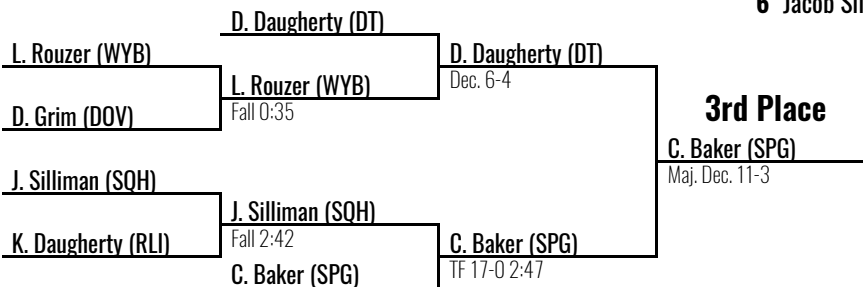 6 Jacob
D. Daugherty (DT)
L. Rouzer (WYB)
D. Daugherty (DT)
Dec. 6-4
L. Rouzer (WYB)
Fall 0:35
D. Grim (DOV)
3rd Place
C. Baker (SPG)
Maj. Dec. 11-3
J. Silliman (SQH)
J. Silliman (SQH)
Fall 2:42
K. Daugherty (RLI)
C. Baker (SPG)
TF 17-0 2:47
C. Baker (SPG)